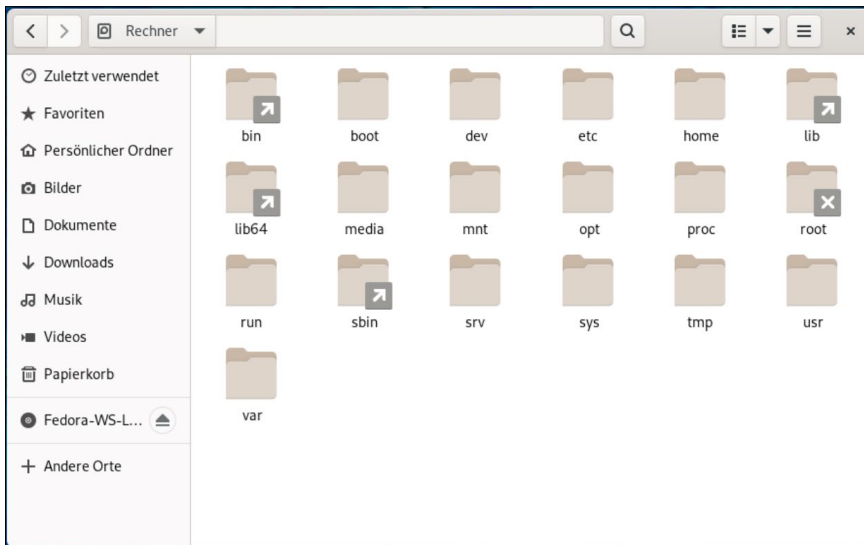 Rechner
Zuletzt verwendet
Favoriten
Persönlicher Ordner
Bilder
Dokumente
Downloads
Musik
Videos
Papierkorb
Fedora-WS-L...
Andere Orte
bin boot dev etc home lib
lib64 media mnt opt proc root
run sbin srv sys tmp usr
var